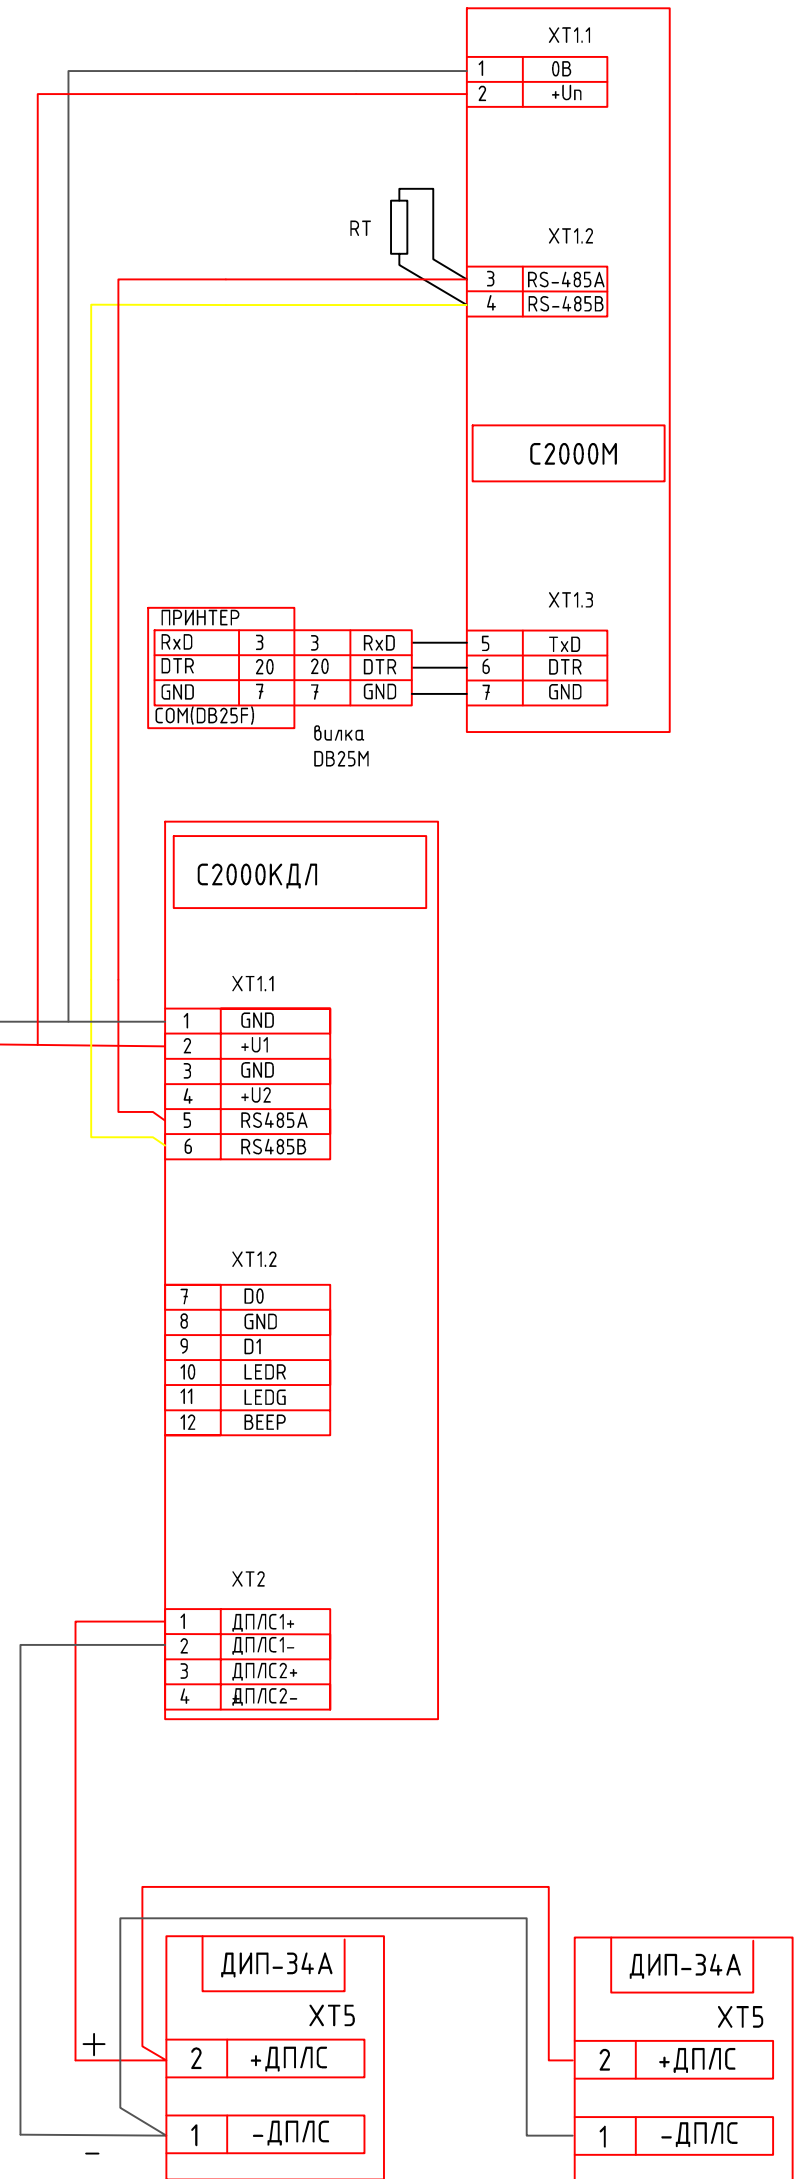 XT1.1
1 0В
2 +Uп
RT
XT1.2
3 RS-485A
4 RS-485B
С2000М
XT1.3
ПРИНТЕР
RxD 3 3 RxD 5 TxD
DTR 20 20 DTR 6 DTR
GND 7 7 GND 7 GND
COM(DB25F)
вилка
DB25M
С2000КДЛ
XT1.1
1 GND
2 +U1
3 GND
4 +U2
5 RS485A
6 RS485B
XT1.2
7 D0
8 GND
9 D1
10 LEDR
11 LEDG
12 BEEP
XT2
1 ДПЛС1+
2 ДПЛС1-
3 ДПЛС2+
4 ДПЛС2-
ДИП-34А ДИП-34А
XT5 XT5
+ 2 +ДПЛС 2 +ДПЛС
1 -ДПЛС 1 -ДПЛС
-